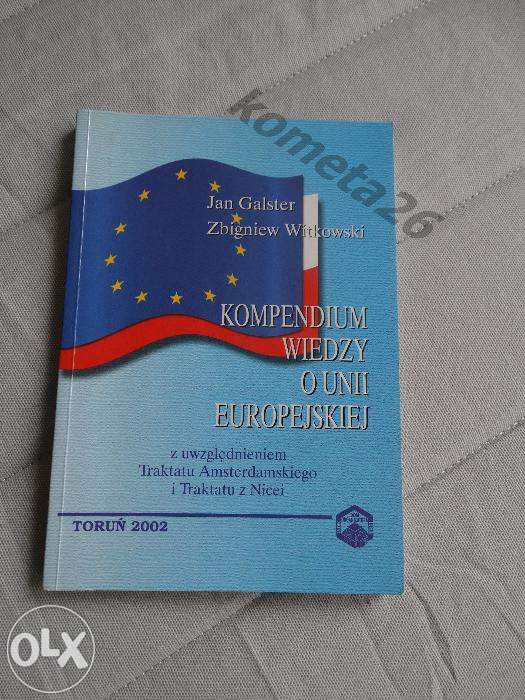 kometa26
Jan Galster
Zbigniew Witkowski
KOMPENDIUM
WIEDZY
O UNII
EUROPEJSKIEJ
z uwzględnieniem
Traktatu Amsterdamskiego
i Traktatu z Nicei
TORUŃ 2002
OLX